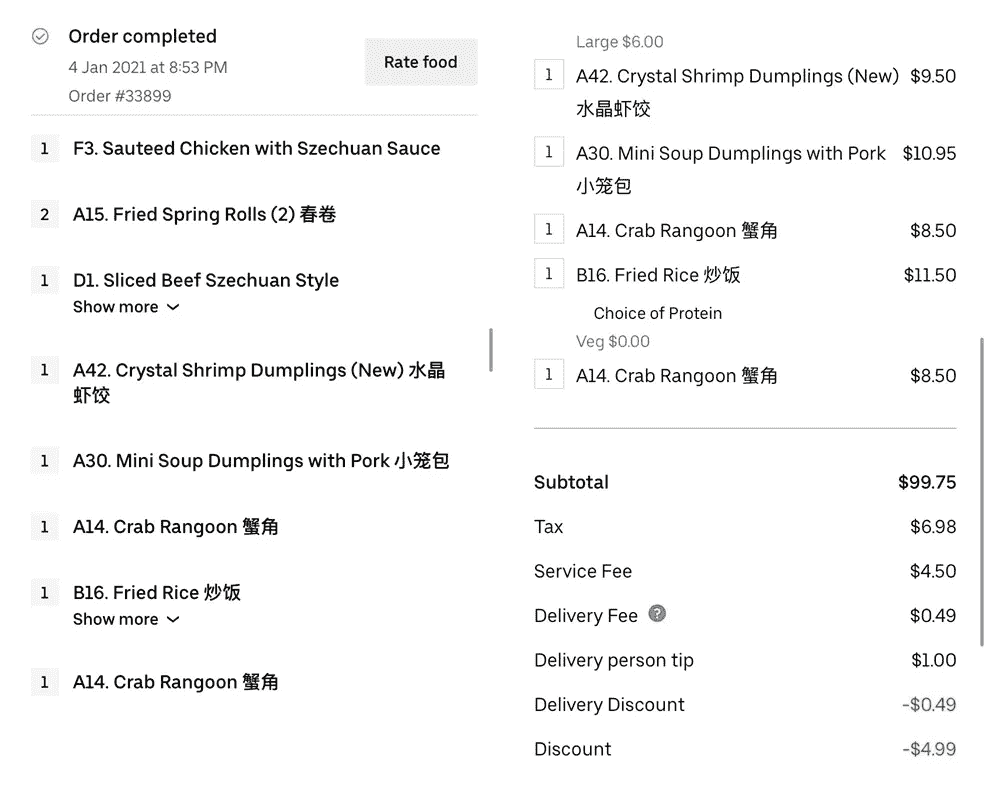 Order completed
4 Jan 2021 at 8:53 PM
Order #33899
Rate food
1 F3. Sauteed Chicken with Szechuan Sauce
2 A15. Fried Spring Rolls (2) 春卷
1 D1. Sliced Beef Szechuan Style
Show more
1 A42. Crystal Shrimp Dumplings (New) 水晶
虾饺
1 A30. Mini Soup Dumplings with Pork 小笼包
1 A14. Crab Rangoon 蟹角
1 B16. Fried Rice 炒饭
Show more
1 A14. Crab Rangoon 蟹角
Large $6.00
1 A42. Crystal Shrimp Dumplings (New) $9.50
水晶虾饺
1 A30. Mini Soup Dumplings with Pork $10.95
小笼包
1 A14. Crab Rangoon 蟹角 $8.50
1 B16. Fried Rice 炒饭 $11.50
Choice of Protein
Veg $0.00
1 A14. Crab Rangoon 蟹角 $8.50
Subtotal $99.75
Tax $6.98
Service Fee $4.50
Delivery Fee ? $0.49
Delivery person tip $1.00
Delivery Discount -$0.49
Discount -$4.99